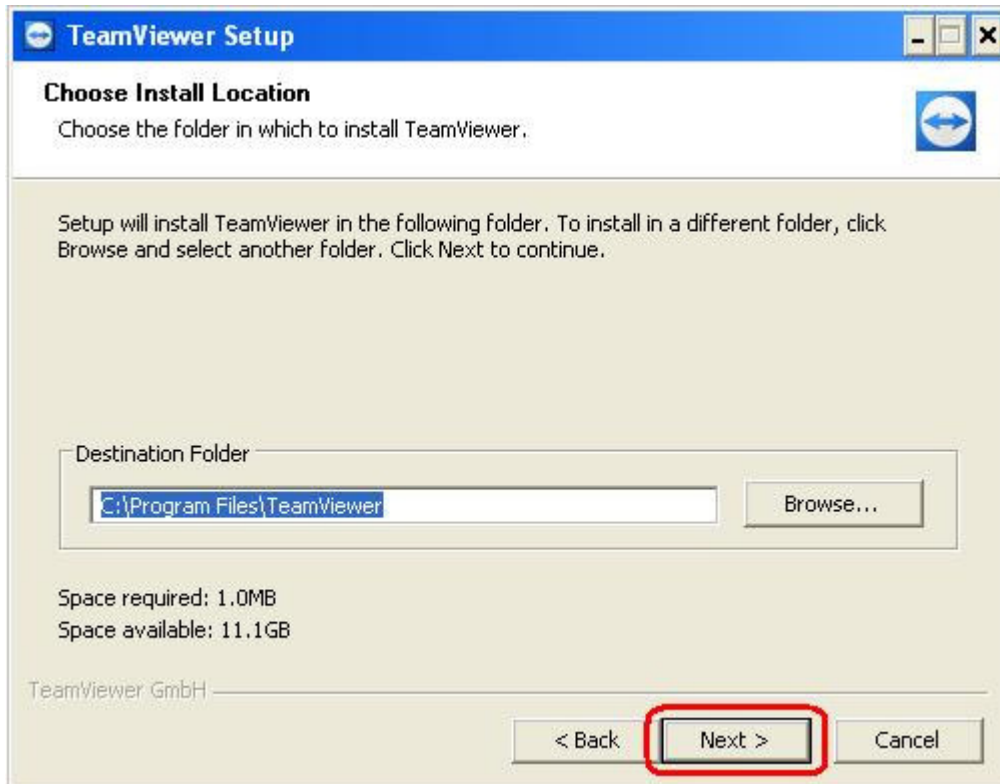 TeamViewer Setup
Choose Install Location
Choose the folder in which to install TeamViewer.
Setup will install TeamViewer in the following folder. To install in a different folder, click
Browse and select another folder. Click Next to continue.
Destination Folder
C:\Program Files\TeamViewer
Browse...
Space required: 1.0MB
Space available: 11.1GB
TeamViewer GmbH
< Back Next > Cancel